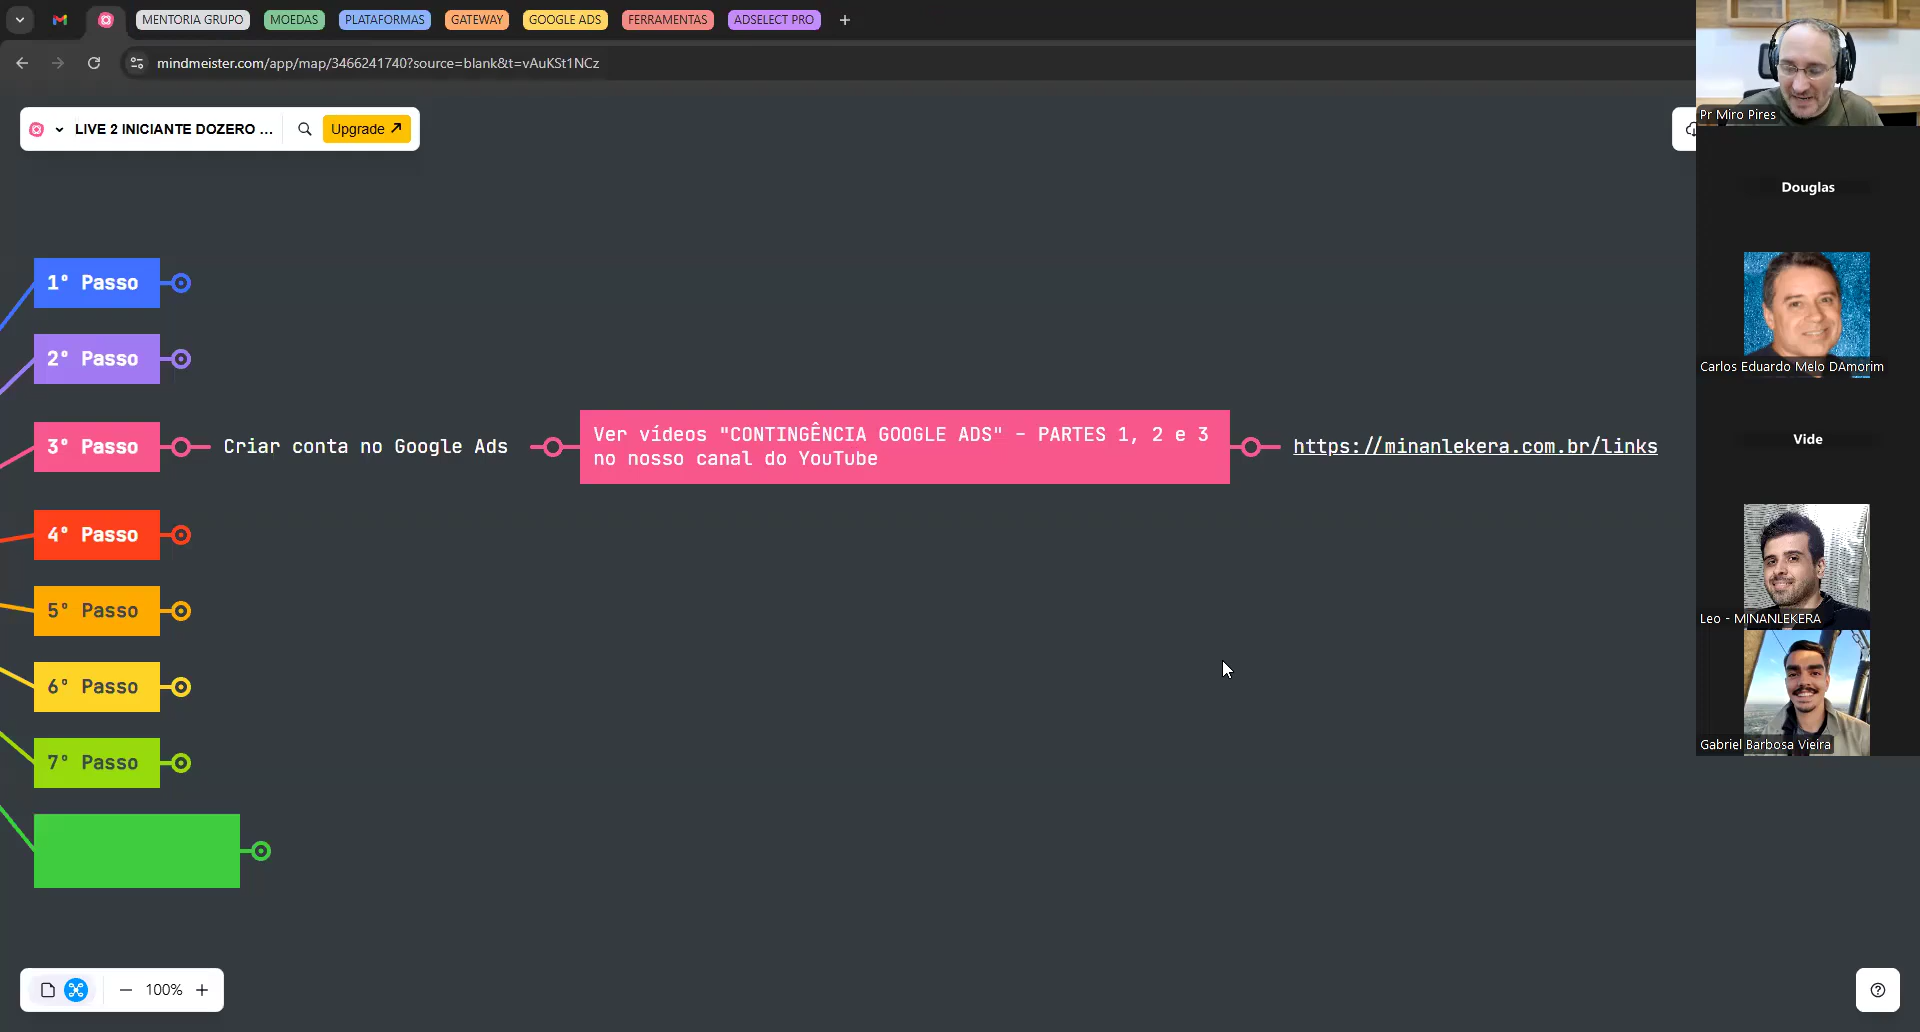 MENTORIA GRUPO
MOEDAS
PLATAFORMAS
GATEWAY
GOOGLE ADS
FERRAMENTAS
ADSELECT PRO
mindmeister.com/app/map/3466241740?source=blank&t=vAuKSt1NCz
LIVE 2 INICIANTE DOZERO ...
Upgrade
Pr Miro Pires
Douglas
Carlos Eduardo Melo DAmorim
Vide
Leo - MINANLEKERA
Gabriel Barbosa Vieira
1° Passo
2° Passo
3° Passo
Criar conta no Google Ads
Ver vídeos "CONTINGÊNCIA GOOGLE ADS" - PARTES 1, 2 e 3
no nosso canal do YouTube
https://minanlekera.com.br/links
4° Passo
5° Passo
6° Passo
7° Passo
100%